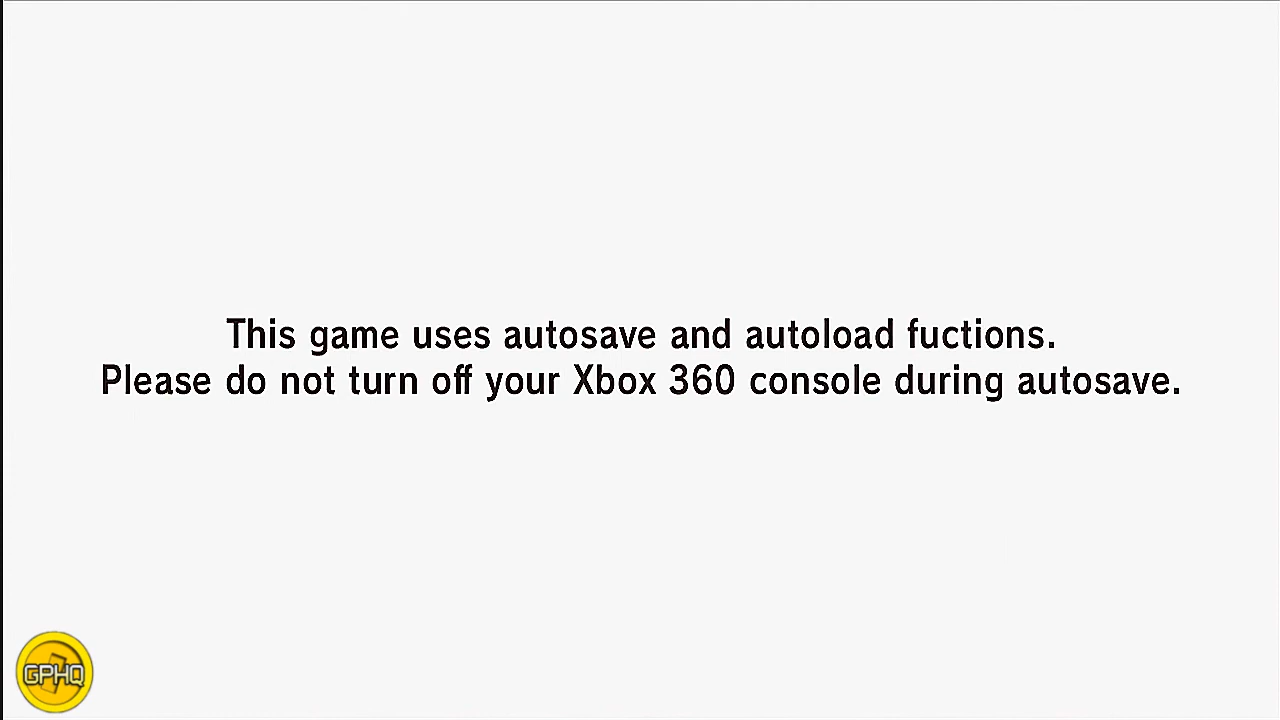 This game uses autosave and autoload fuctions.
Please do not turn off your Xbox 360 console during autosave.
GPHQ